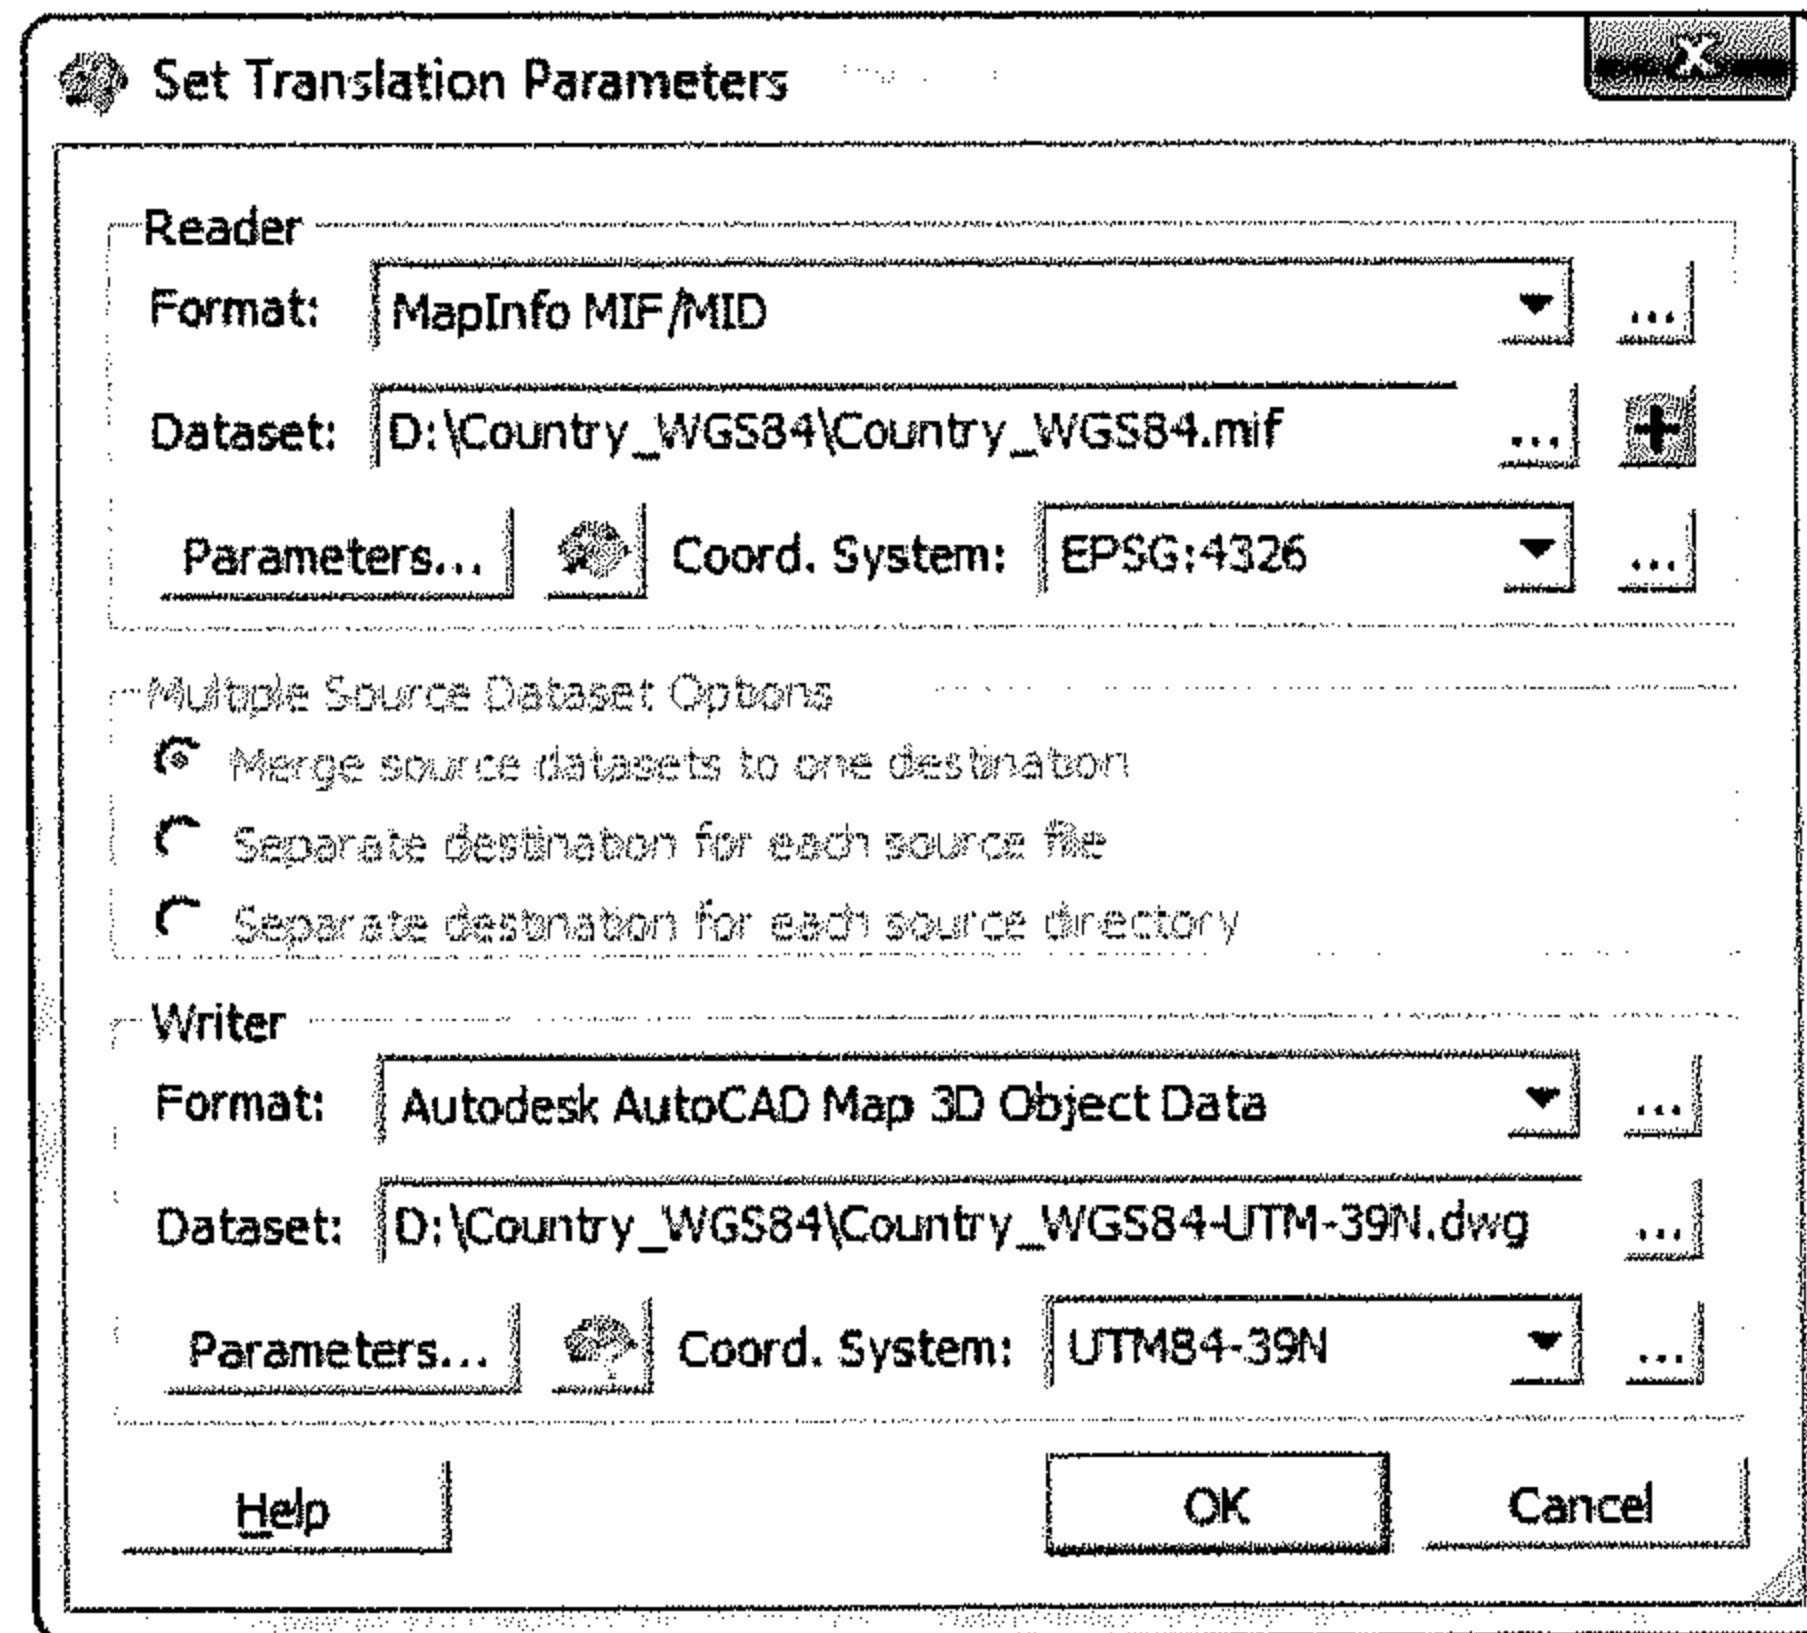 Set Translation Parameters
Reader
Format: MapInfo MIF/MID ...
Dataset: D:\Country_WGS84\Country_WGS84.mif ...
Parameters... Coord. System: EPSG:4326 ...
Multiple Source Dataset Options
Merge source datasets to one destination
Separate destination for each source file
Separate destination for each source directory
Writer
Format: Autodesk AutoCAD Map 3D Object Data ...
Dataset: D:\Country_WGS84\Country_WGS84-UTM-39N.dwg ...
Parameters... Coord. System: UTM84-39N ...
Help OK Cancel